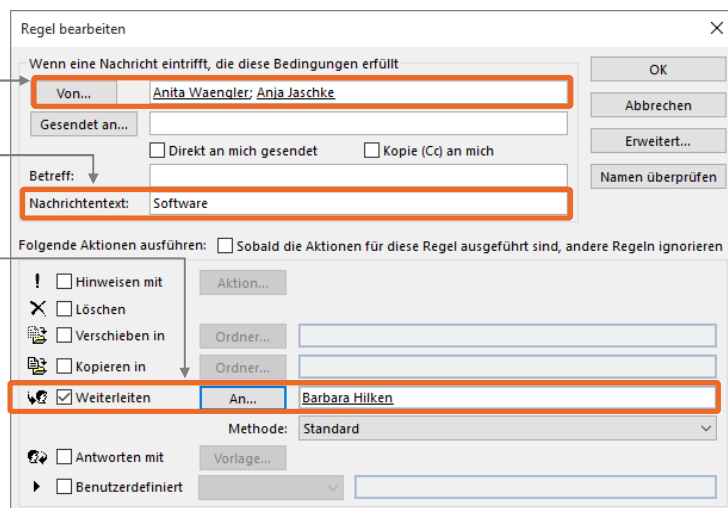 Regel bearbeiten
Wenn eine Nachricht eintrifft, die diese Bedingungen erfüllt
OK
Von... Anita Waengler; Anja Jaschke
Abbrechen
Gesendet an...
Erweitert...
Direkt an mich gesendet Kopie (Cc) an mich
Betreff:
Namen überprüfen
Nachrichtentext: Software
Folgende Aktionen ausführen: Sobald die Aktionen für diese Regel ausgeführt sind, andere Regeln ignorieren
Hinweisen mit Aktion...
Löschen
Verschieben in Ordner...
Kopieren in Ordner...
Weiterleiten An... Barbara Hilken
Methode: Standard
Antworten mit Vorlage...
Benutzerdefiniert